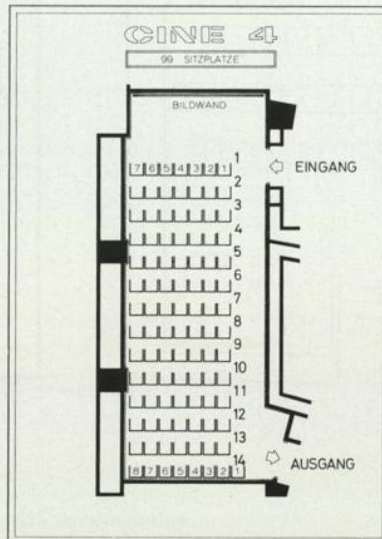 CINE 4
99 SITZPLATZE
BILDWAND
1
7 6 5 4 3 2 1
EINGANG
2
3
4
5
6
7
8
9
10
11
12
13
14
AUSGANG
8 7 6 5 4 3 2 1